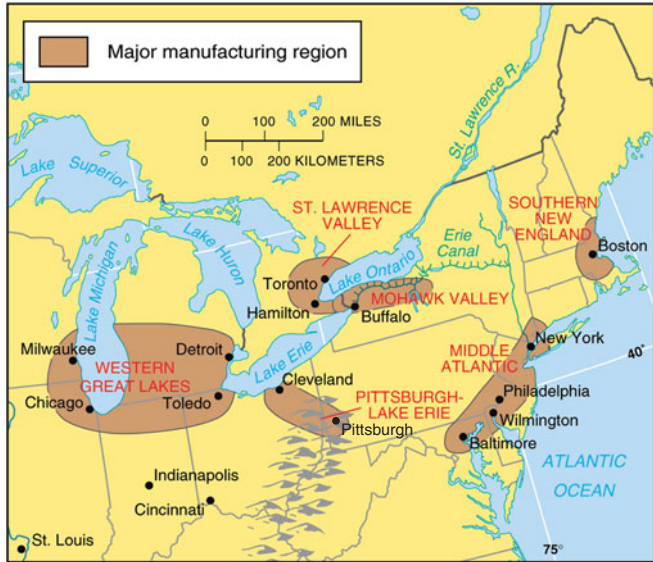 Major manufacturing region
0 100 200 MILES
0 100 200 KILOMETERS
St. Lawrence R.
Lake Superior
Lake Michigan
Lake Huron
ST. LAWRENCE
VALLEY
SOUTHERN
NEW
ENGLAND
Erie
Canal
Boston
Toronto
Lake Ontario
Hamilton
MOHAWK VALLEY
Buffalo
New York
Milwaukee
Detroit
Lake Erie
MIDDLE
ATLANTIC
40°
WESTERN
GREAT LAKES
Cleveland
Chicago
Toledo
PITTSBURGH-
LAKE ERIE
Pittsburgh
Philadelphia
Wilmington
Baltimore
Indianapolis
Cincinnati
ATLANTIC
OCEAN
St. Louis
75°